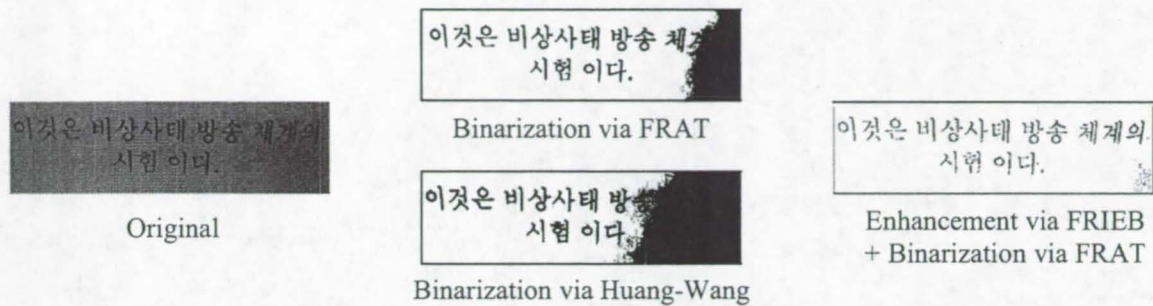 이것은 비상사태 방송 체계의
시험 이다.
Original
이것은 비상사태 방송 체계
시험 이다.
Binarization via FRAT
이것은 비상사태 방
시험 이다
Binarization via Huang-Wang
이것은 비상사태 방송 체계의
시험 이다.
Enhancement via FRIEB
+ Binarization via FRAT